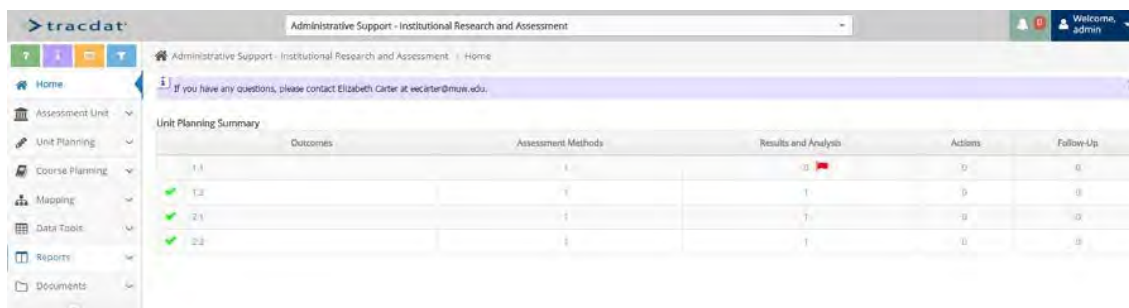 tracdat
Administrative Support - Institutional Research and Assessment
0
Welcome, admin
? i
Administrative Support - Institutional Research and Assessment Home
Home
i If you have any questions, please contact Elizabeth Carter at eecarter@muw.edu.
Assessment Unit
Unit Planning Summary
Unit Planning
Outcomes Assessment Methods Results and Analysis Actions Follow-Up
Course Planning
1.1 1 0 0 0
Mapping
1.2 1 1 0 0
Data Tools
2.1 1 1 0 0
Reports
2.2 1 1 0 0
Documents